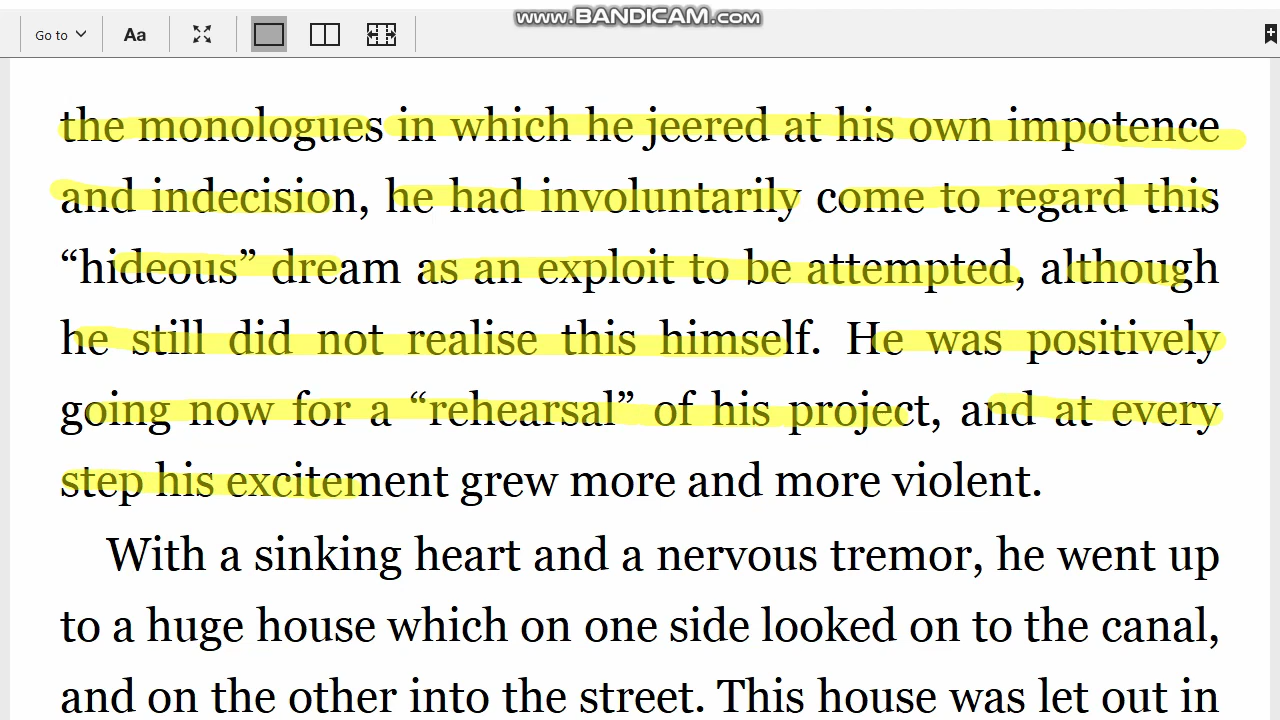 www.BANDICAM.com
Go to Aa
the monologues in which he jeered at his own impotence
and indecision, he had involuntarily come to regard this
“hideous” dream as an exploit to be attempted, although
he still did not realise this himself. He was positively
going now for a “rehearsal” of his project, and at every
step his excitement grew more and more violent.
With a sinking heart and a nervous tremor, he went up
to a huge house which on one side looked on to the canal,
and on the other into the street. This house was let out in